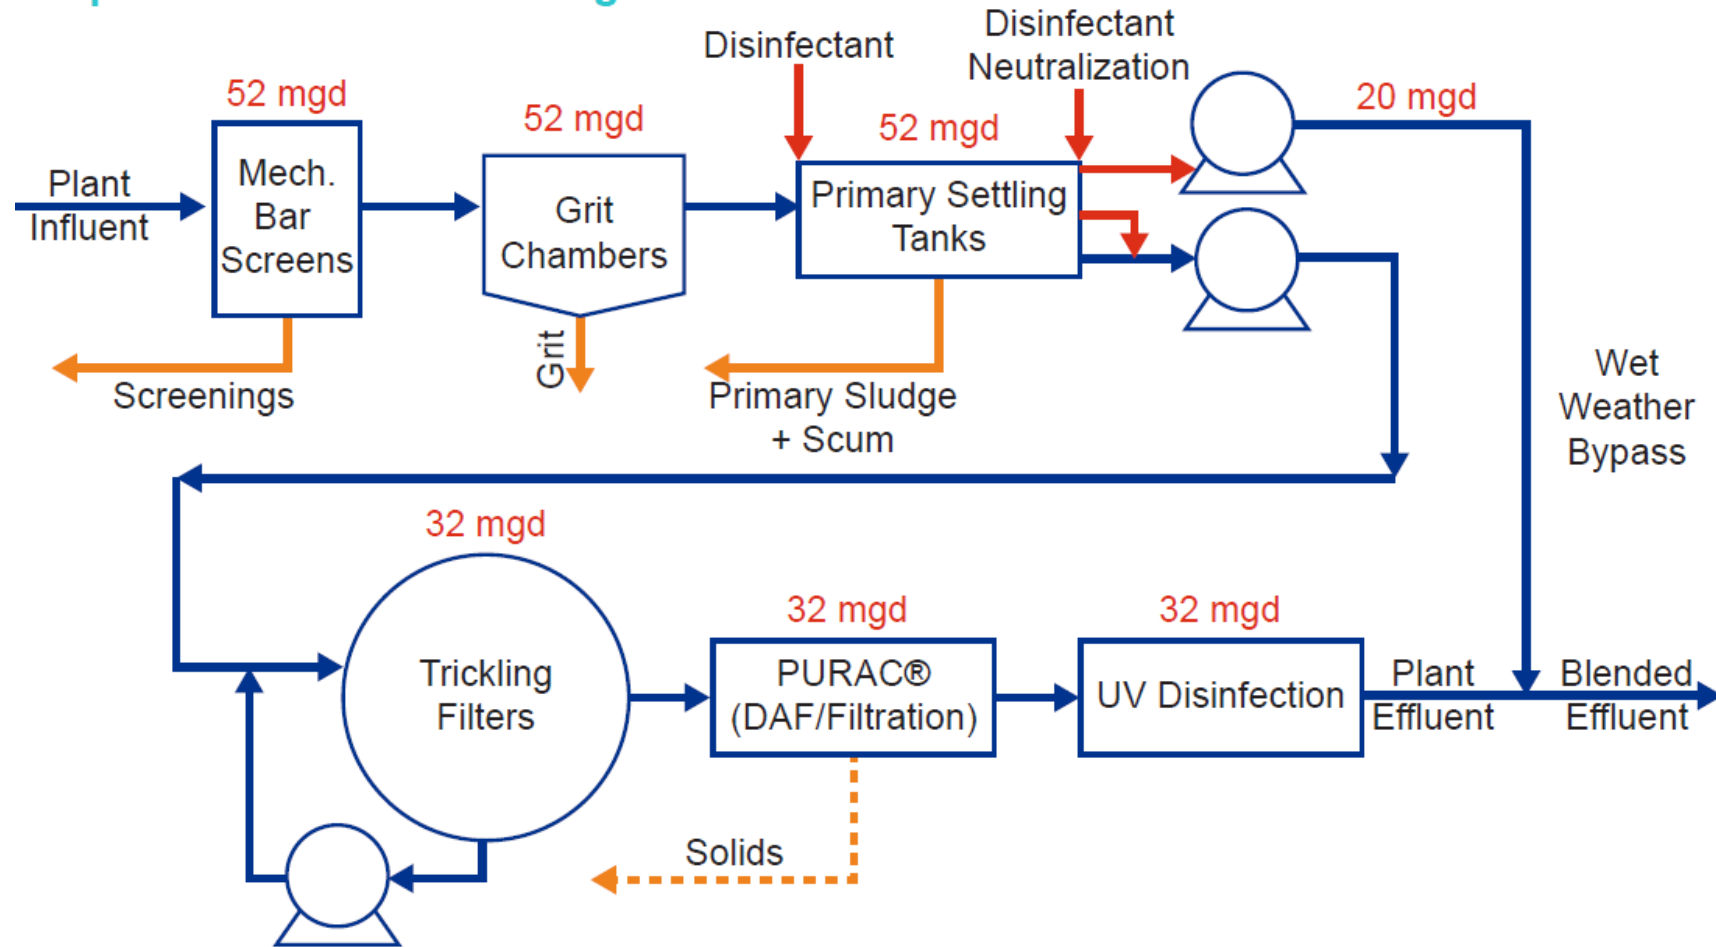 Disinfectant
Disinfectant
Neutralization
52 mgd
52 mgd
52 mgd
20 mgd
Plant
Influent
Mech.
Bar
Screens
Grit
Chambers
Primary Settling
Tanks
Screenings
Grit
Primary Sludge
+ Scum
Wet
Weather
Bypass
32 mgd
32 mgd
32 mgd
Trickling
Filters
PURAC®
(DAF/Filtration)
UV Disinfection
Plant
Effluent
Blended
Effluent
Solids